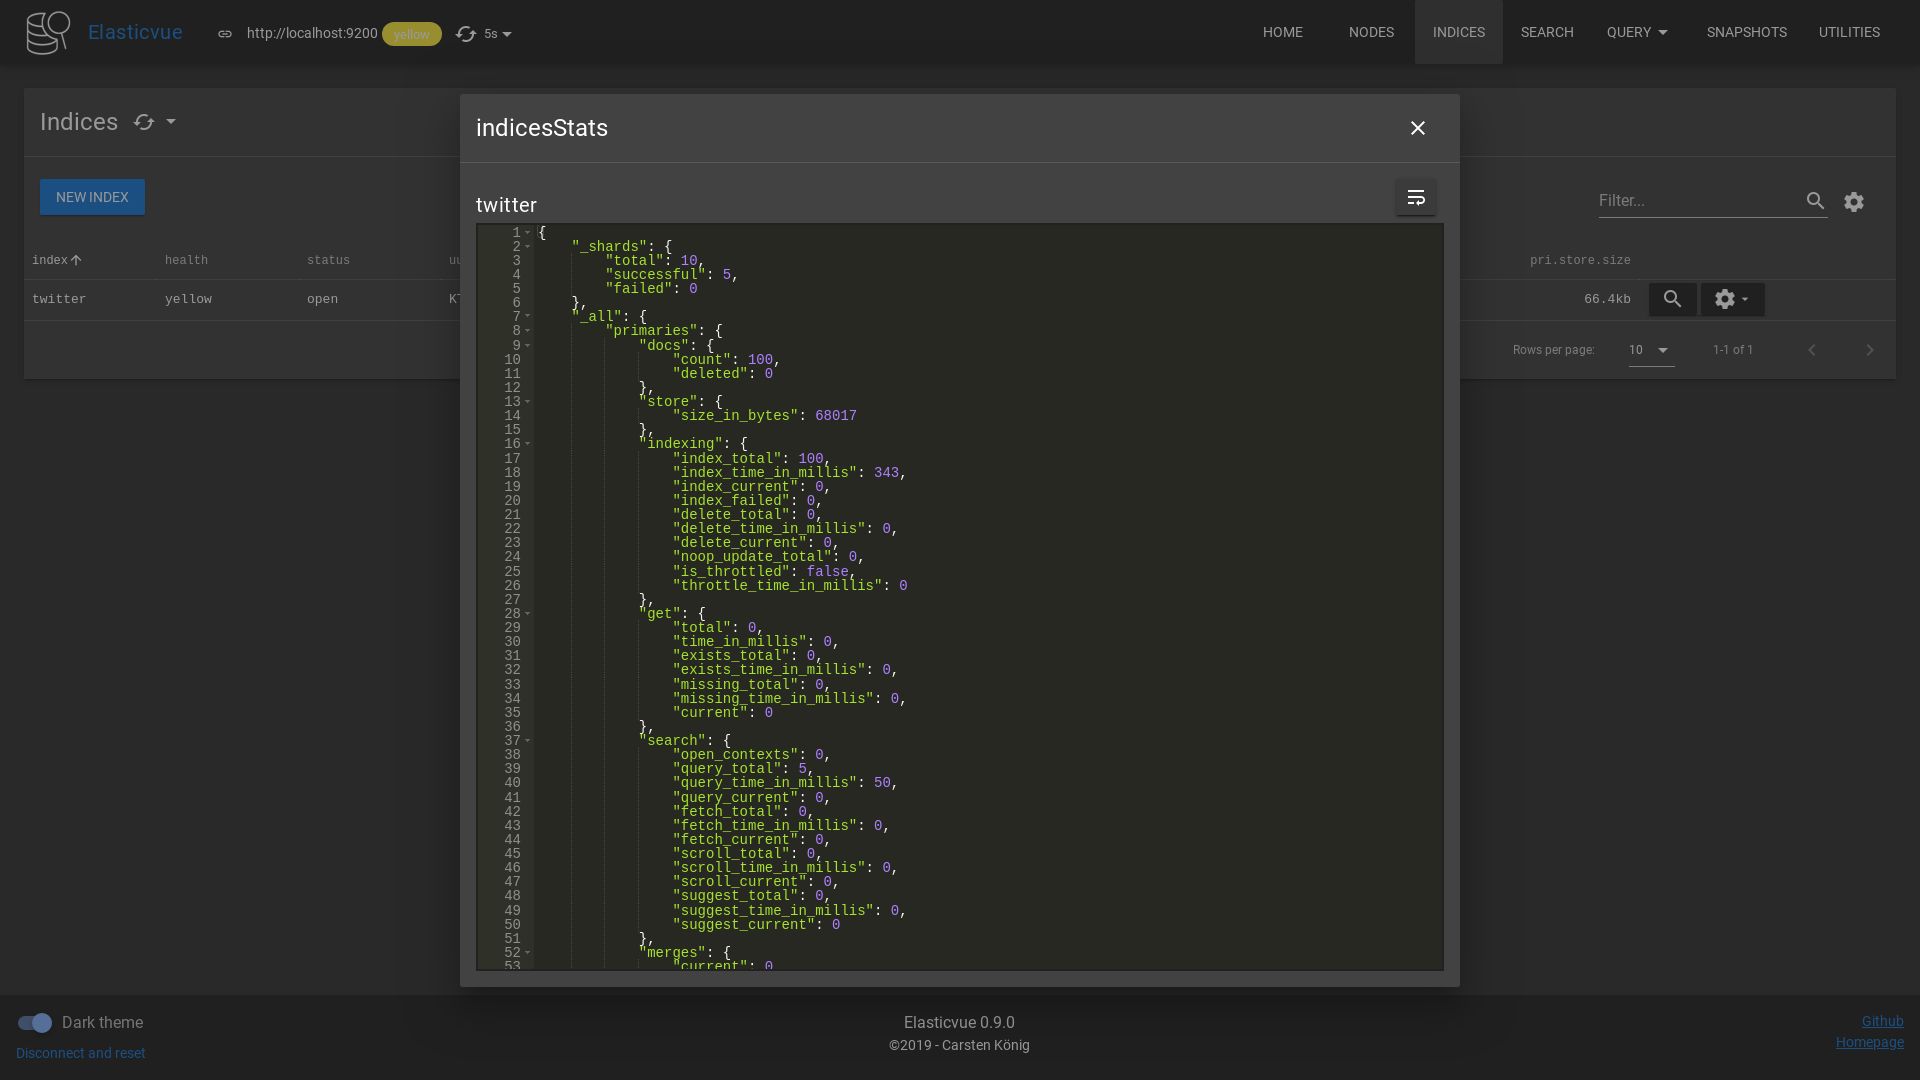 Elasticvue http://localhost:9200 yellow 5s HOME NODES INDICES SEARCH QUERY SNAPSHOTS UTILITIES
Indices
NEW INDEX
Filter...
index health status pri.store.size
twitter yellow open 66.4kb
Rows per page: 10 1-1 of 1
indicesStats
twitter
1 {
2 "_shards": {
3 "total": 10,
4 "successful": 5,
5 "failed": 0
6 },
7 "_all": {
8 "primaries": {
9 "docs": {
10 "count": 100,
11 "deleted": 0
12 },
13 "store": {
14 "size_in_bytes": 68017
15 },
16 "indexing": {
17 "index_total": 100,
18 "index_time_in_millis": 343,
19 "index_current": 0,
20 "index_failed": 0,
21 "delete_total": 0,
22 "delete_time_in_millis": 0,
23 "delete_current": 0,
24 "noop_update_total": 0,
25 "is_throttled": false,
26 "throttle_time_in_millis": 0
27 },
28 "get": {
29 "total": 0,
30 "time_in_millis": 0,
31 "exists_total": 0,
32 "exists_time_in_millis": 0,
33 "missing_total": 0,
34 "missing_time_in_millis": 0,
35 "current": 0
36 },
37 "search": {
38 "open_contexts": 0,
39 "query_total": 5,
40 "query_time_in_millis": 50,
41 "query_current": 0,
42 "fetch_total": 0,
43 "fetch_time_in_millis": 0,
44 "fetch_current": 0,
45 "scroll_total": 0,
46 "scroll_time_in_millis": 0,
47 "scroll_current": 0,
48 "suggest_total": 0,
49 "suggest_time_in_millis": 0,
50 "suggest_current": 0
51 },
52 "merges": {
53 "current": 0
Dark theme
Disconnect and reset
Elasticvue 0.9.0
©2019 - Carsten König
Github
Homepage